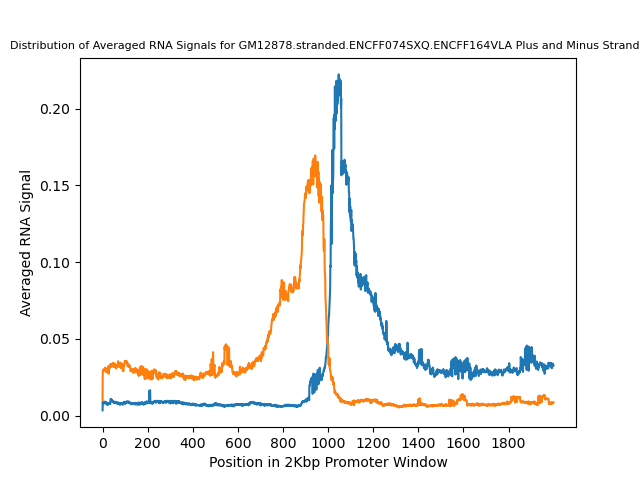 Distribution of Averaged RNA Signals for GM12878.stranded.ENCFF074SXQ.ENCFF164VLA Plus and Minus Strand
Averaged RNA Signal
0.20
0.15
0.10
0.05
0.00
0 200 400 600 800 1000 1200 1400 1600 1800
Position in 2Kbp Promoter Window